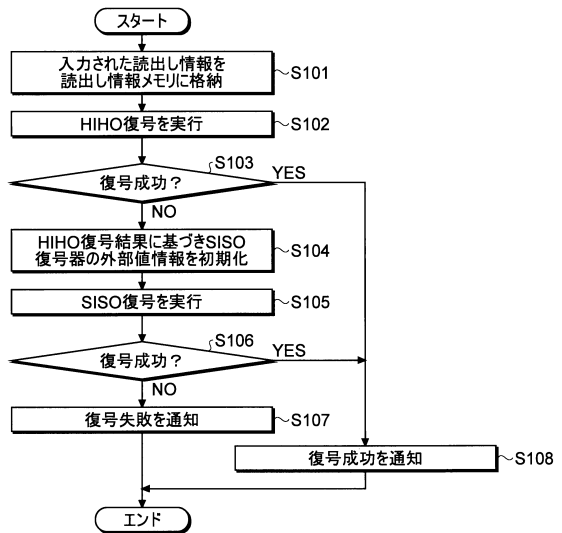 スタート
入力された読出し情報を
読出し情報メモリに格納
S101
HIHO復号を実行
S102
S103
復号成功？
YES
NO
HIHO復号結果に基づきSISO
復号器の外部値情報を初期化
S104
SISO復号を実行
S105
S106
復号成功？
YES
NO
復号失敗を通知
S107
復号成功を通知
S108
エンド